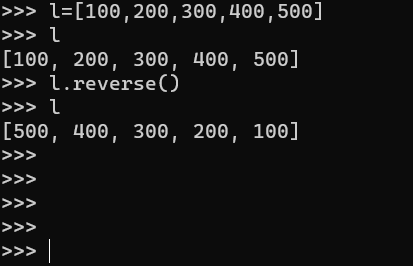 >>> l=[100,200,300,400,500]
>>> l
[100, 200, 300, 400, 500]
>>> l.reverse()
>>> l
[500, 400, 300, 200, 100]
>>>
>>>
>>>
>>>
>>>